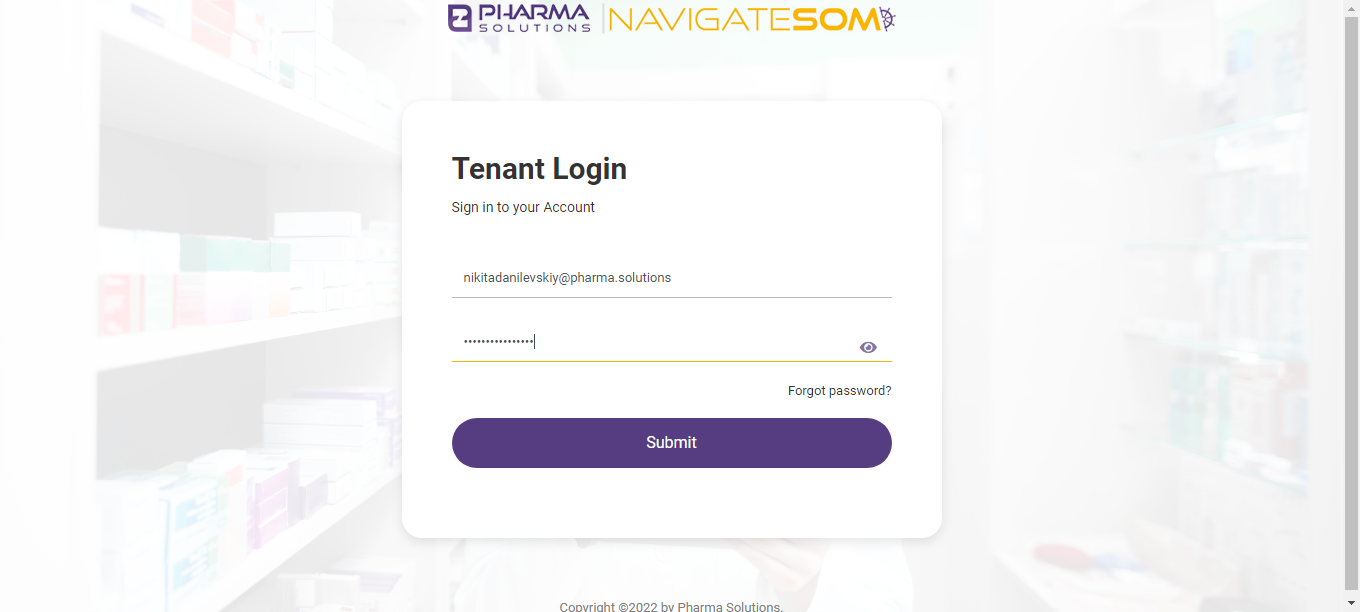 PHARMA
SOLUTIONS
NAVIGATESOM
Tenant Login
Sign in to your Account
nikitadanilevskiy@pharma.solutions
••••••••••••••••
Forgot password?
Submit
Copyright ©2022 by Pharma Solutions.